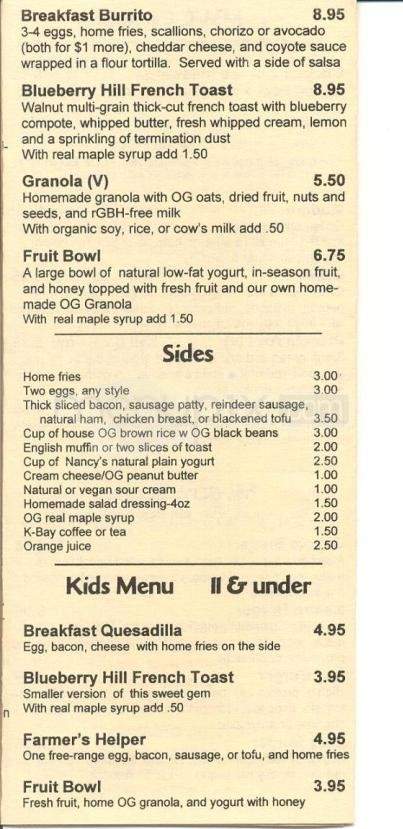 Breakfast Burrito 8.95
3-4 eggs, home fries, scallions, chorizo or avocado
(both for $1 more), cheddar cheese, and coyote sauce
wrapped in a flour tortilla.  Served with a side of salsa
Blueberry Hill French Toast 8.95
Walnut multi-grain thick-cut french toast with blueberry
compote, whipped butter, fresh whipped cream, lemon
and a sprinkling of termination dust
With real maple syrup add 1.50
Granola (V) 5.50
Homemade granola with OG oats, dried fruit, nuts and
seeds, and rGBH-free milk
With organic soy, rice, or cow's milk add .50
Fruit Bowl 6.75
A large bowl of  natural low-fat yogurt, in-season fruit,
and honey topped with fresh fruit and our own home-
made OG Granola
With  real maple syrup add 1.50
Sides
Home fries 3.00
Two eggs, any style 3.00
Thick sliced bacon, sausage patty, reindeer sausage,
natural ham,  chicken breast, or blackened tofu 3.50
Cup of house OG brown rice w OG black beans 3.00
English muffin or two slices of toast 2.00
Cup of  Nancy's natural plain yogurt 2.50
Cream cheese/OG peanut butter 1.00
Natural or vegan sour cream 1.00
Homemade salad dressing-4oz 1.50
OG real maple syrup 2.00
K-Bay coffee or tea 1.50
Orange juice 2.50
Kids Menu II & under
Breakfast Quesadilla 4.95
Egg, bacon, cheese  with home fries on the side
Blueberry Hill French Toast 3.95
Smaller version  of  this sweet gem
With real maple syrup add .50
n
Farmer's Helper 4.95
One free-range egg, bacon, sausage, or tofu, and home fries
Fruit Bowl 3.95
Fresh fruit, home OG granola, and yogurt with honey